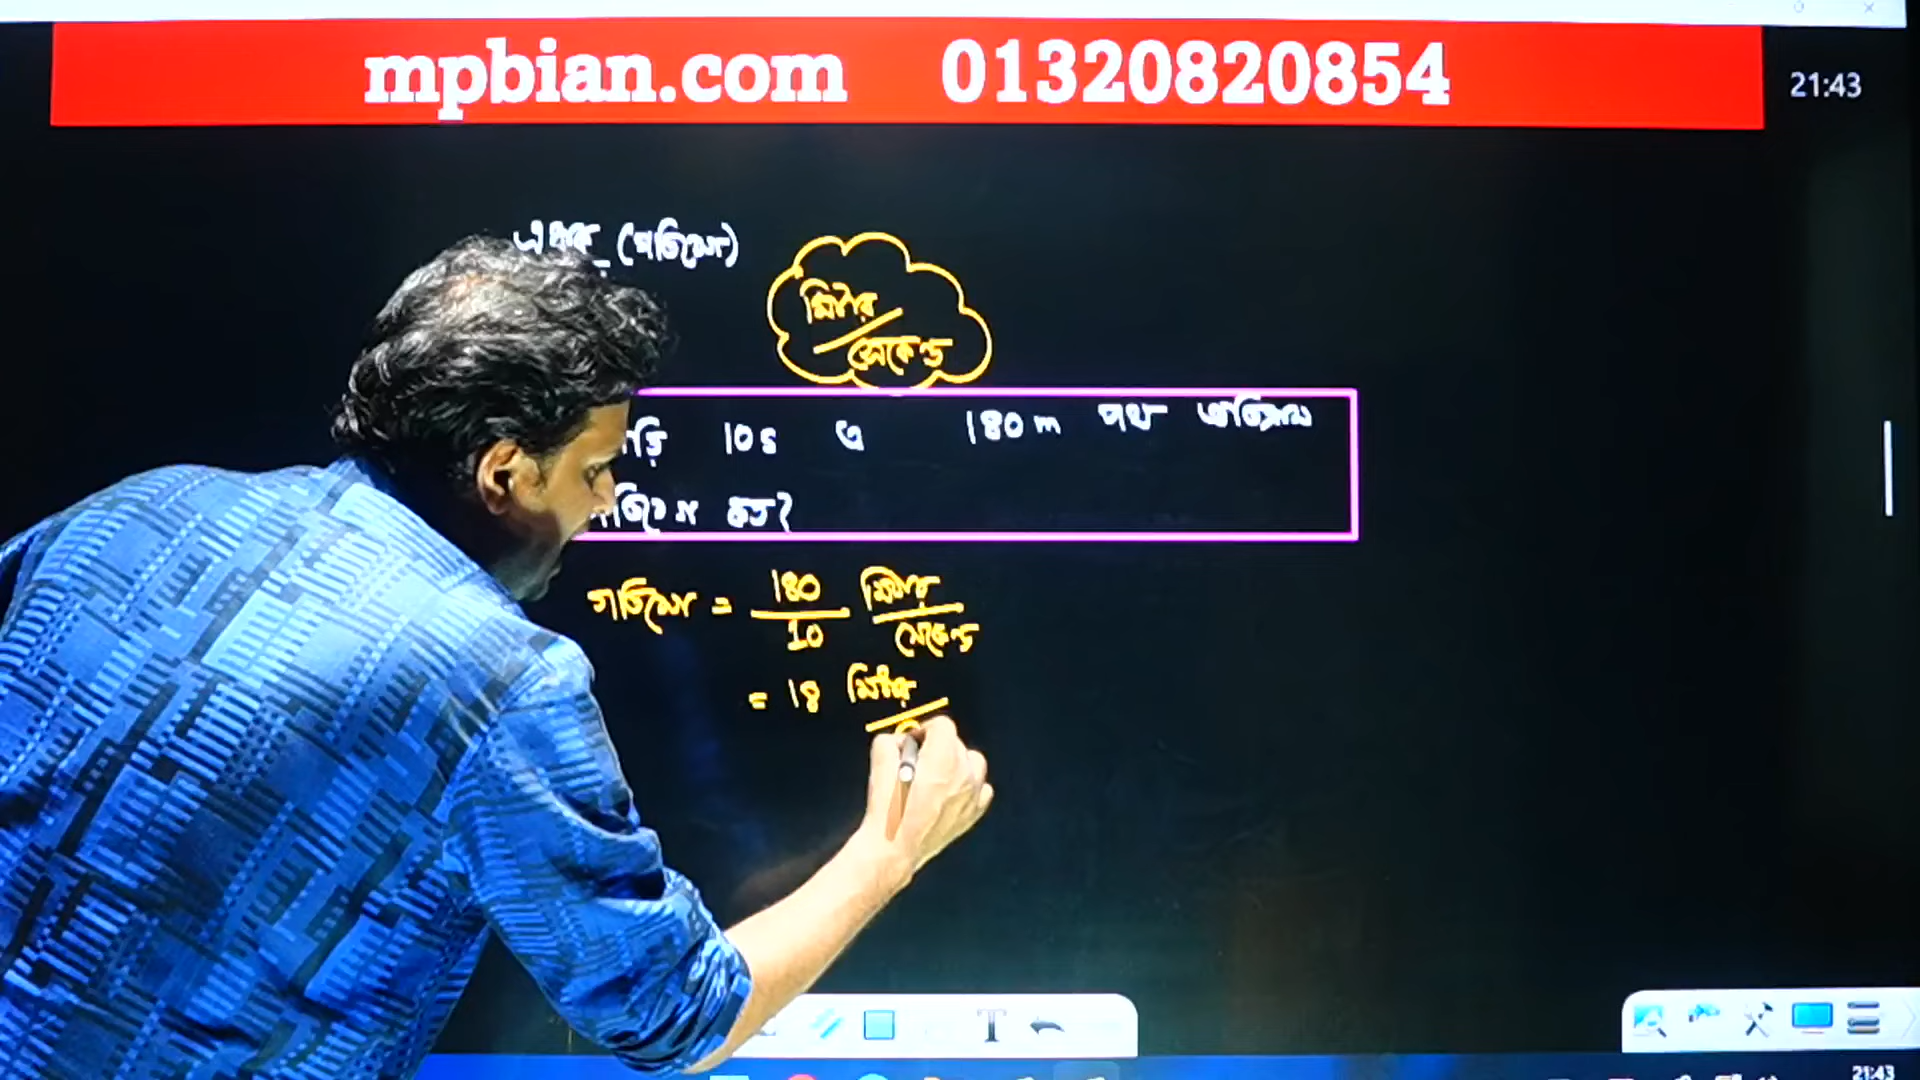 mpbian.com 01320820854
21:43
একক (গতিবেগ)
মিটার
সেকেন্ড
10s এ 180m পথ অতিক্রম
গতিবেগ কত?
গতিবেগ = 180 মিটার
10 সেকেন্ড
= 18 মিটার
T
21:43